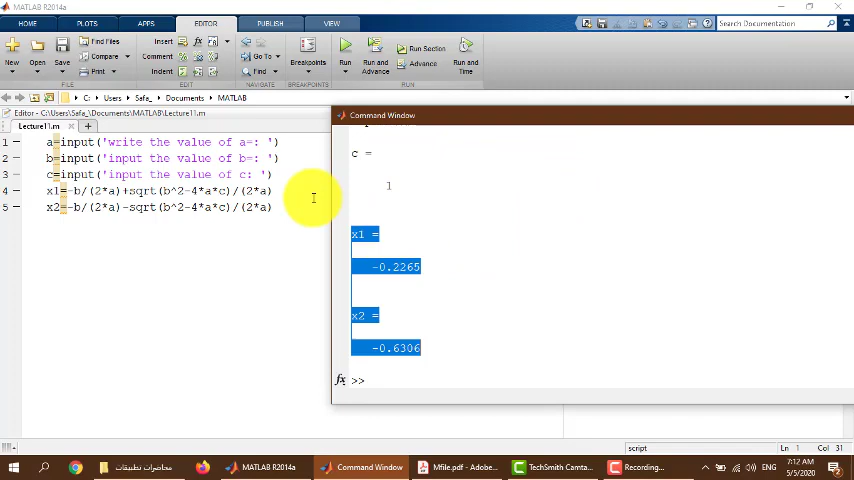 MATLAB R2014a
HOME PLOTS APPS EDITOR PUBLISH VIEW Search Documentation
New Open Save Find Files Compare Print Insert Comment Indent Go To Find Breakpoints Run Run and Advance Run Section Advance Run and Time
FILE EDIT NAVIGATE BREAKPOINTS RUN
C: Users Safa_ Documents MATLAB
Editor - C:\Users\Safa_\Documents\MATLAB\Lecture11.m
Lecture11.m
1 a=input('write the value of a=: ')
2 b=input('input the value of b=: ')
3 c=input('input the value of c: ')
4 x1=-b/(2*a)+sqrt(b^2-4*a*c)/(2*a)
5 x2=-b/(2*a)-sqrt(b^2-4*a*c)/(2*a)
Command Window
c =
1
x1 =
-0.2265
x2 =
-0.6306
fx >>
script Ln 1 Col 31
محاضرات تطبيقات MATLAB R2014a Command Window Mfile.pdf - Adobe... TechSmith Camta... Recording... ENG 7:12 AM
5/5/2020